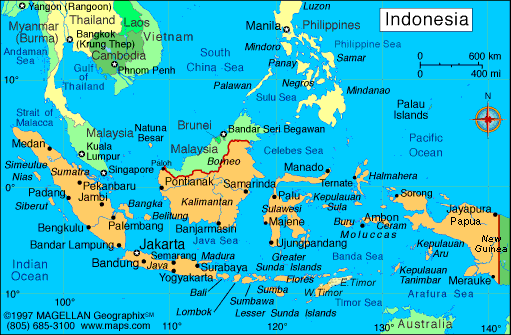 Indonesia
Yangon (Rangoon)
Myanmar
(Burma)
Thailand
Laos
Vietnam
Bangkok
(Krung Thep)
Cambodia
Phnom Penh
Andaman
Sea
Gulf
of
Thailand
Manila
Luzon
Philippines
Mindoro
Philippine Sea
South
China Sea
Panay
Samar
Negros
Palawan
Sulu Sea
Mindanao
0 600 km
0 400 mi
10°
Strait of
Malacca
Malaysia
Kuala
Lumpur
Natuna
Besar
Brunei
Bandar Seri Begawan
Malaysia
Borneo
Celebes Sea
Palau
Islands
Pacific
Ocean
N
Medan
Simeulue
Nias
Sumatra
Singapore
Paloh
Pekanbaru
Pontianak
Samarinda
Manado
Ternate
Halmahera
0°
0°
Padang
Siberut
Jambi
Bangka
Kalimantan
Palu
Sulawesi
Kepulauan
Sula
Sorong
Jayapura
Papua
New
Guinea
Belitung
Bengkulu
Palembang
Banjarmasin
Majene
Buru
Ambon
Ceram
Moluccas
Bandar Lampung
Jakarta
Java Sea
Ujungpandang
Banda Sea
Kepulauan
Aru
Indian
Ocean
Bandung
Semarang
Java
Madura
Surabaya
Yogyakarta
Greater
Sunda Islands
Flores
E Timor
Kepulauan
Tanimbar
Merauke
Bali
Lombok
Sumbawa
Sumba
W. Timor
Timor Sea
Arafura Sea
Lesser Sunda Islands
10°
100°
110°
120°
130°
140°
Australia
©1997 MAGELLAN Geographix℠
(805) 685-3100 www.maps.com